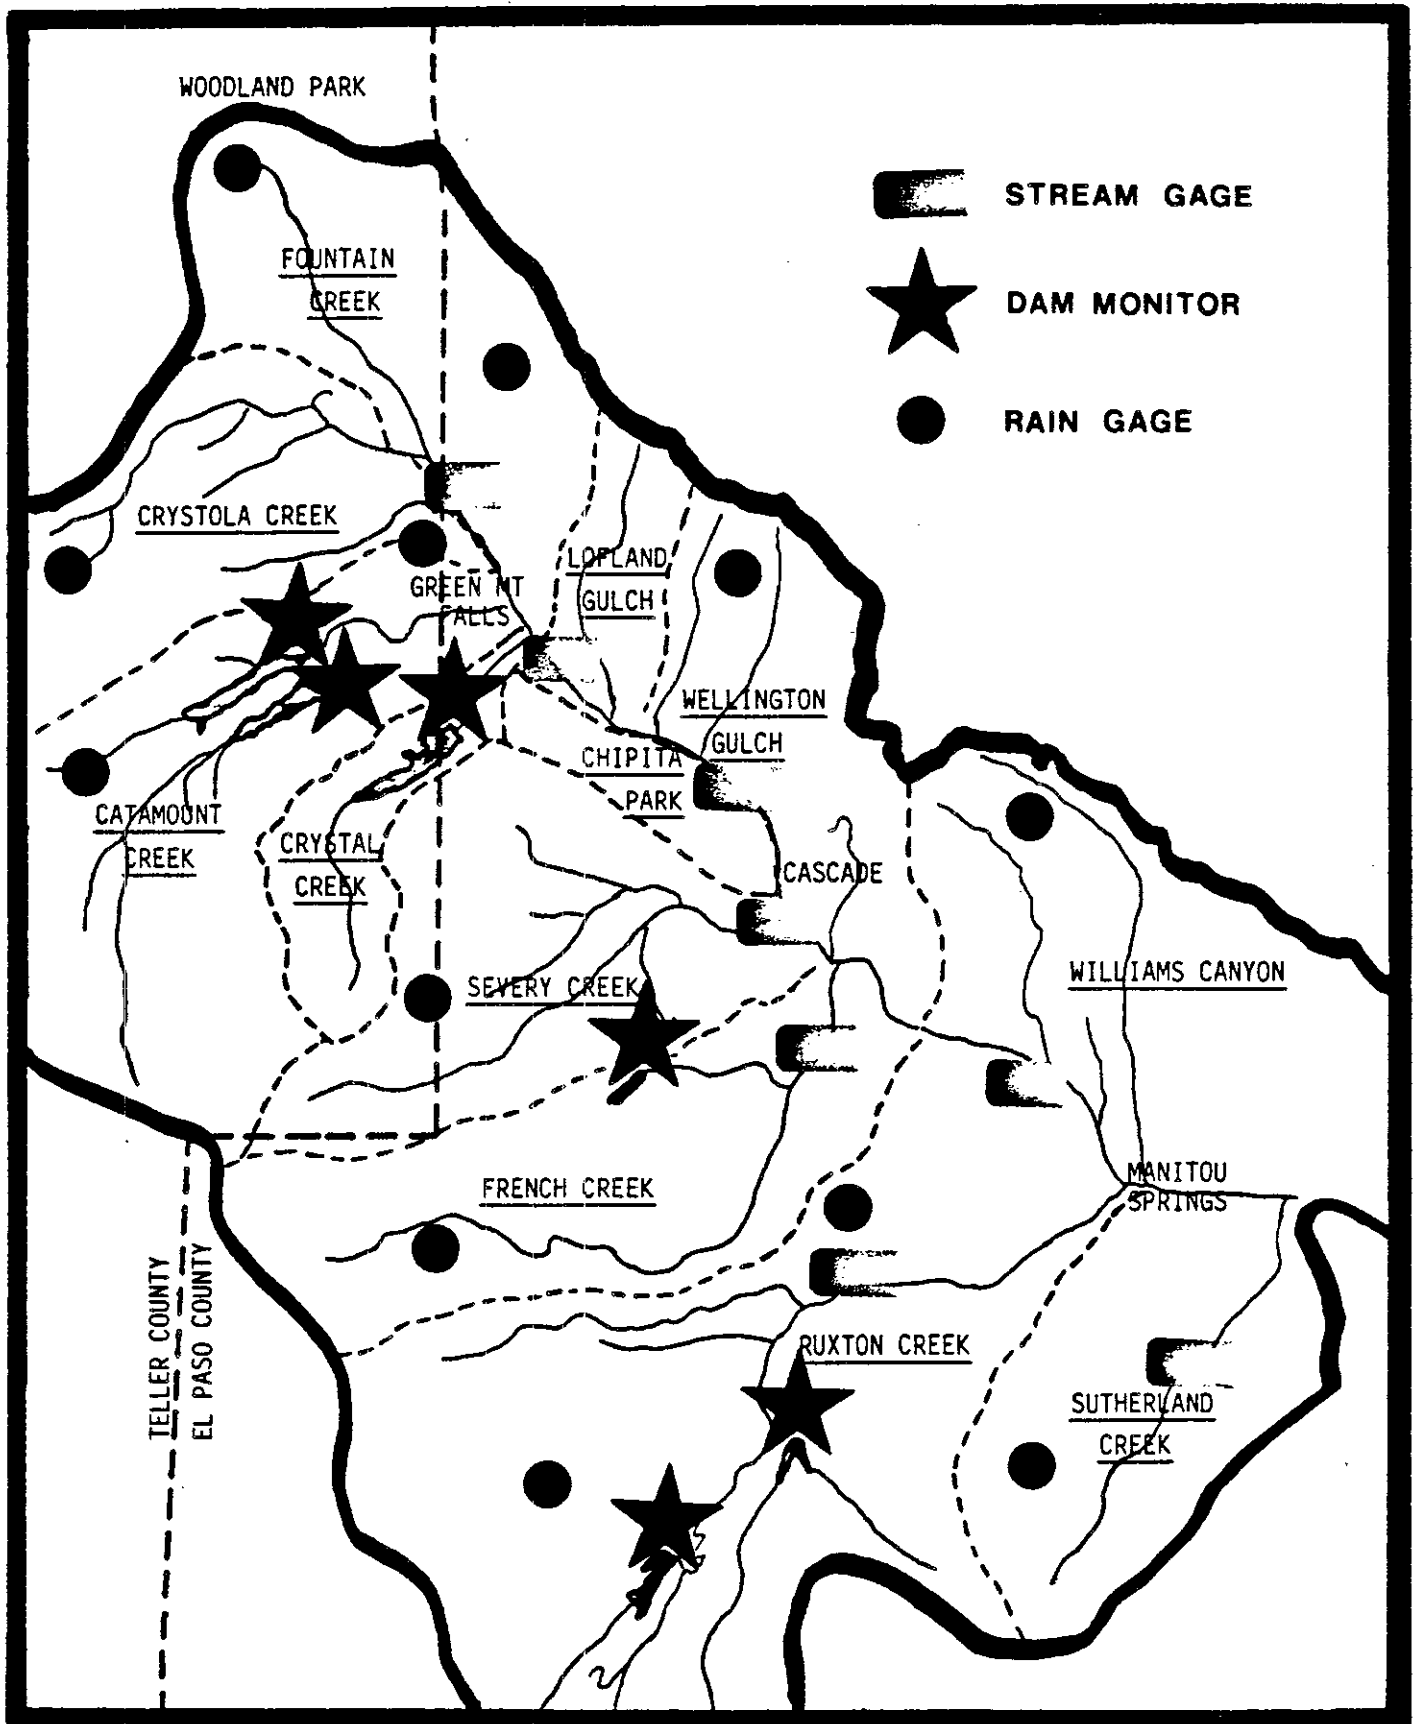 WOODLAND PARK
STREAM GAGE
FOUNTAIN
CREEK
DAM MONITOR
RAIN GAGE
CRYSTOLA CREEK
LOFLAND
GULCH
GREEN MT
FALLS
WELLINGTON
GULCH
CHIPITA
PARK
CATAMOUNT
CREEK
CRYSTAL
CREEK
CASCADE
WILLIAMS CANYON
SEVERY CREEK
MANITOU
SPRINGS
FRENCH CREEK
TELLER COUNTY
EL PASO COUNTY
RUXTON CREEK
SUTHERLAND
CREEK